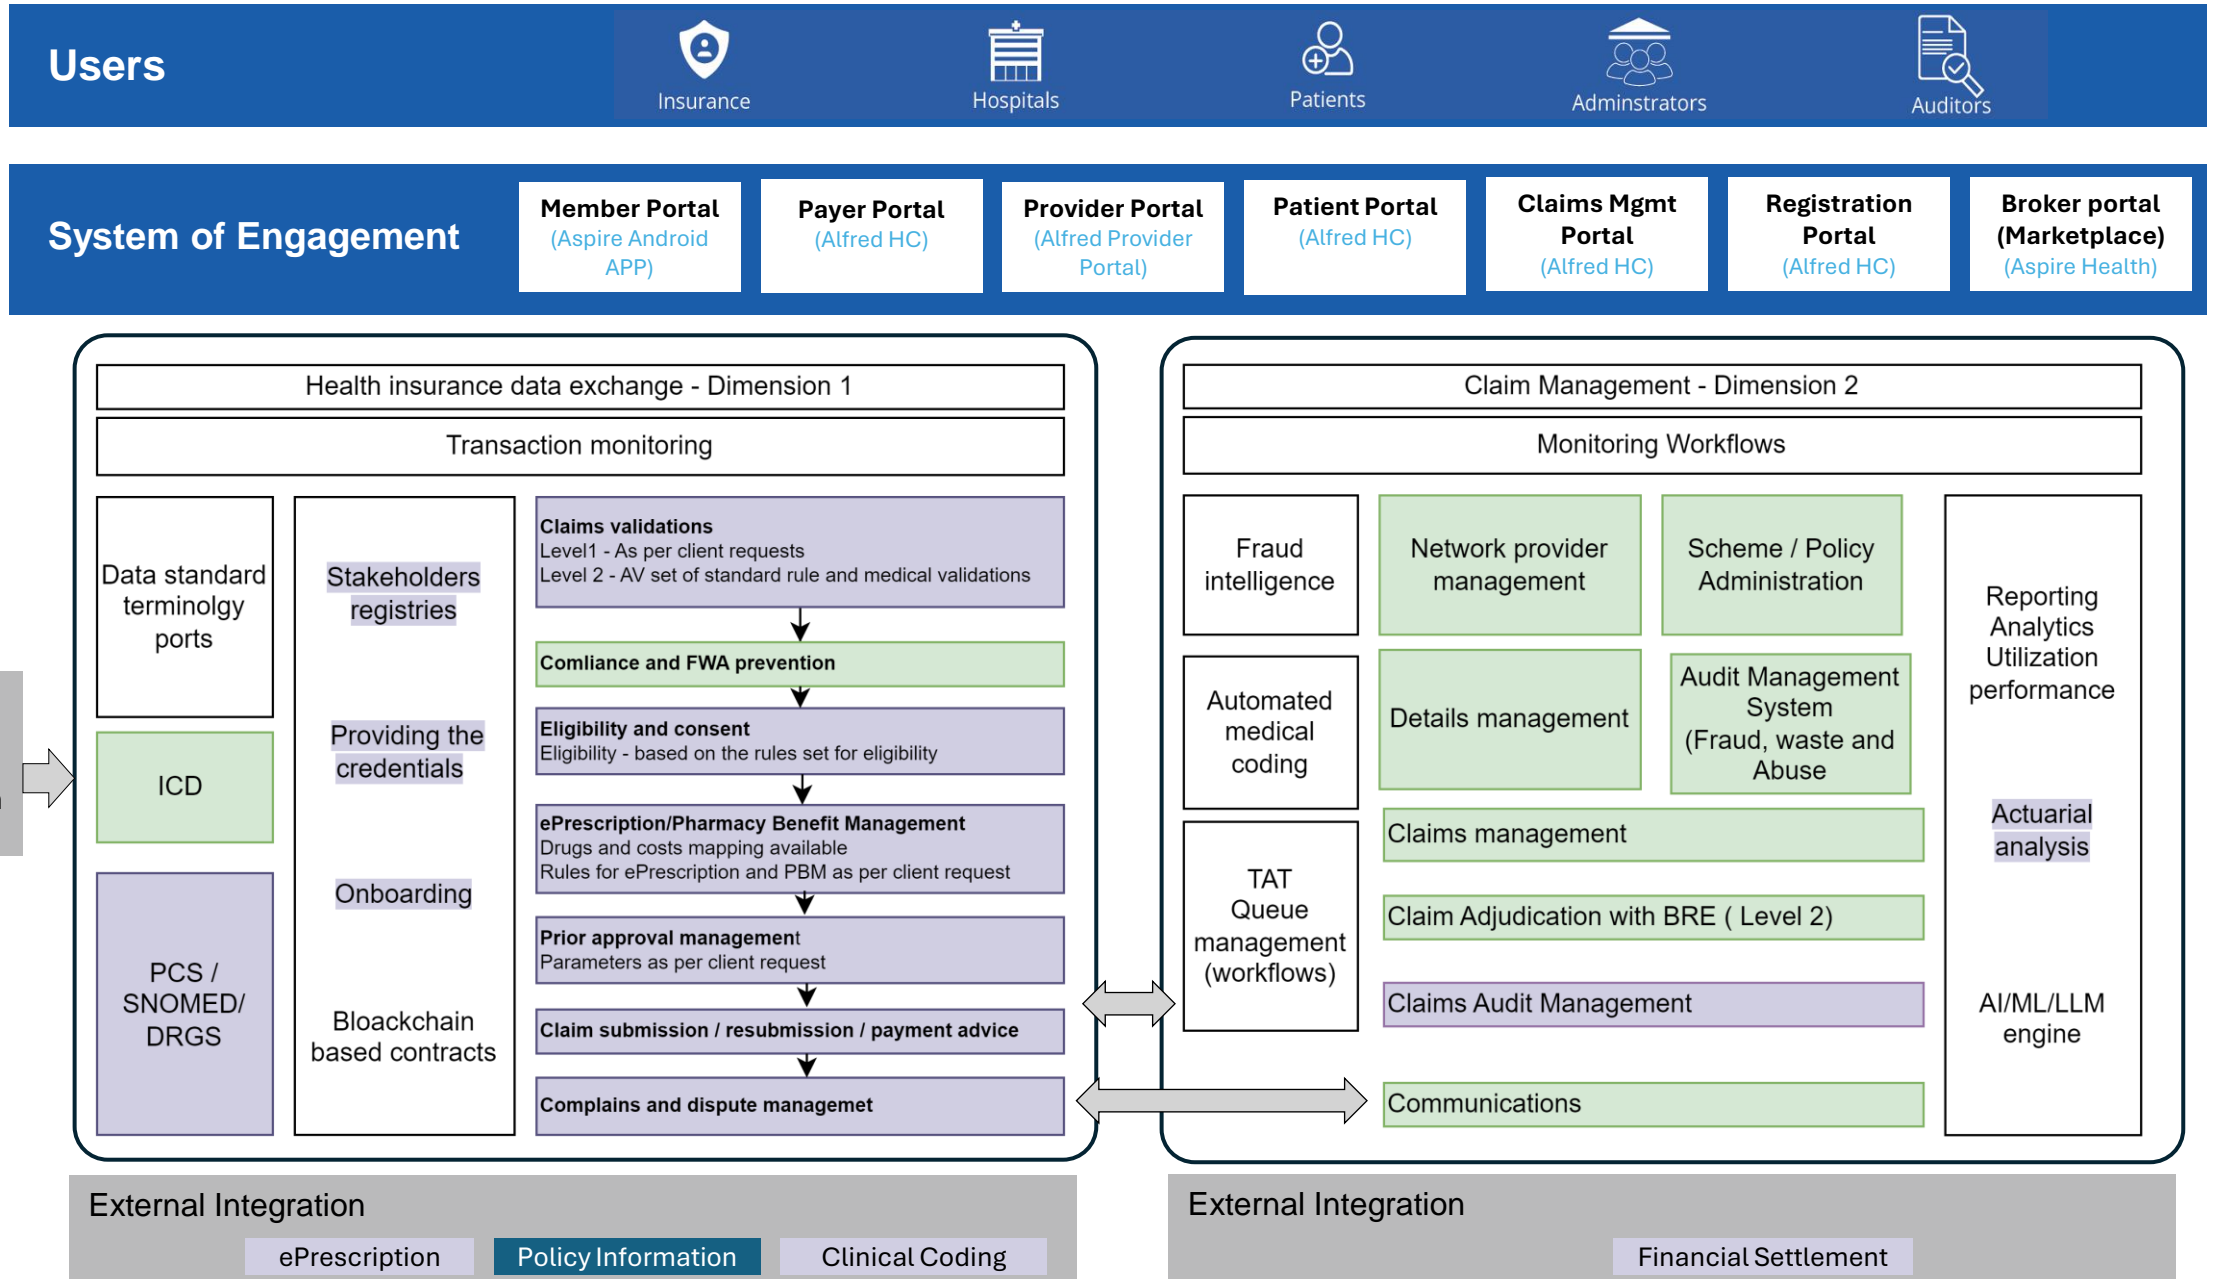 Users
Insurance
Hospitals
Patients
Adminstrators
Auditors
System of Engagement
Member Portal
(Aspire Android
APP)
Payer Portal
(Alfred HC)
Provider Portal
(Alfred Provider
Portal)
Patient Portal
(Alfred HC)
Claims Mgmt
Portal
(Alfred HC)
Registration
Portal
(Alfred HC)
Broker portal
(Marketplace)
(Aspire Health)
Health insurance data exchange - Dimension 1
Transaction monitoring
Data standard
terminolgy
ports
ICD
PCS /
SNOMED/
DRGS
Stakeholders
registries
Providing the
credentials
Onboarding
Bloackchain
based contracts
Claims validations
Level1 - As per client requests
Level 2 - AV set of standard rule and medical validations
Comliance and FWA prevention
Eligibility and consent
Eligibility - based on the rules set for eligibility
ePrescription/Pharmacy Benefit Management
Drugs and costs mapping available
Rules for ePrescription and PBM as per client request
Prior approval management
Parameters as per client request
Claim submission / resubmission / payment advice
Complains and dispute managemet
Claim Management - Dimension 2
Monitoring Workflows
Fraud
intelligence
Automated
medical
coding
TAT
Queue
management
(workflows)
Network provider
management
Scheme / Policy
Administration
Details management
Audit Management
System
(Fraud, waste and
Abuse
Claims management
Claim Adjudication with BRE ( Level 2)
Claims Audit Management
Communications
Reporting
Analytics
Utilization
performance
Actuarial
analysis
AI/ML/LLM
engine
External Integration
ePrescription
Policy Information
Clinical Coding
External Integration
Financial Settlement